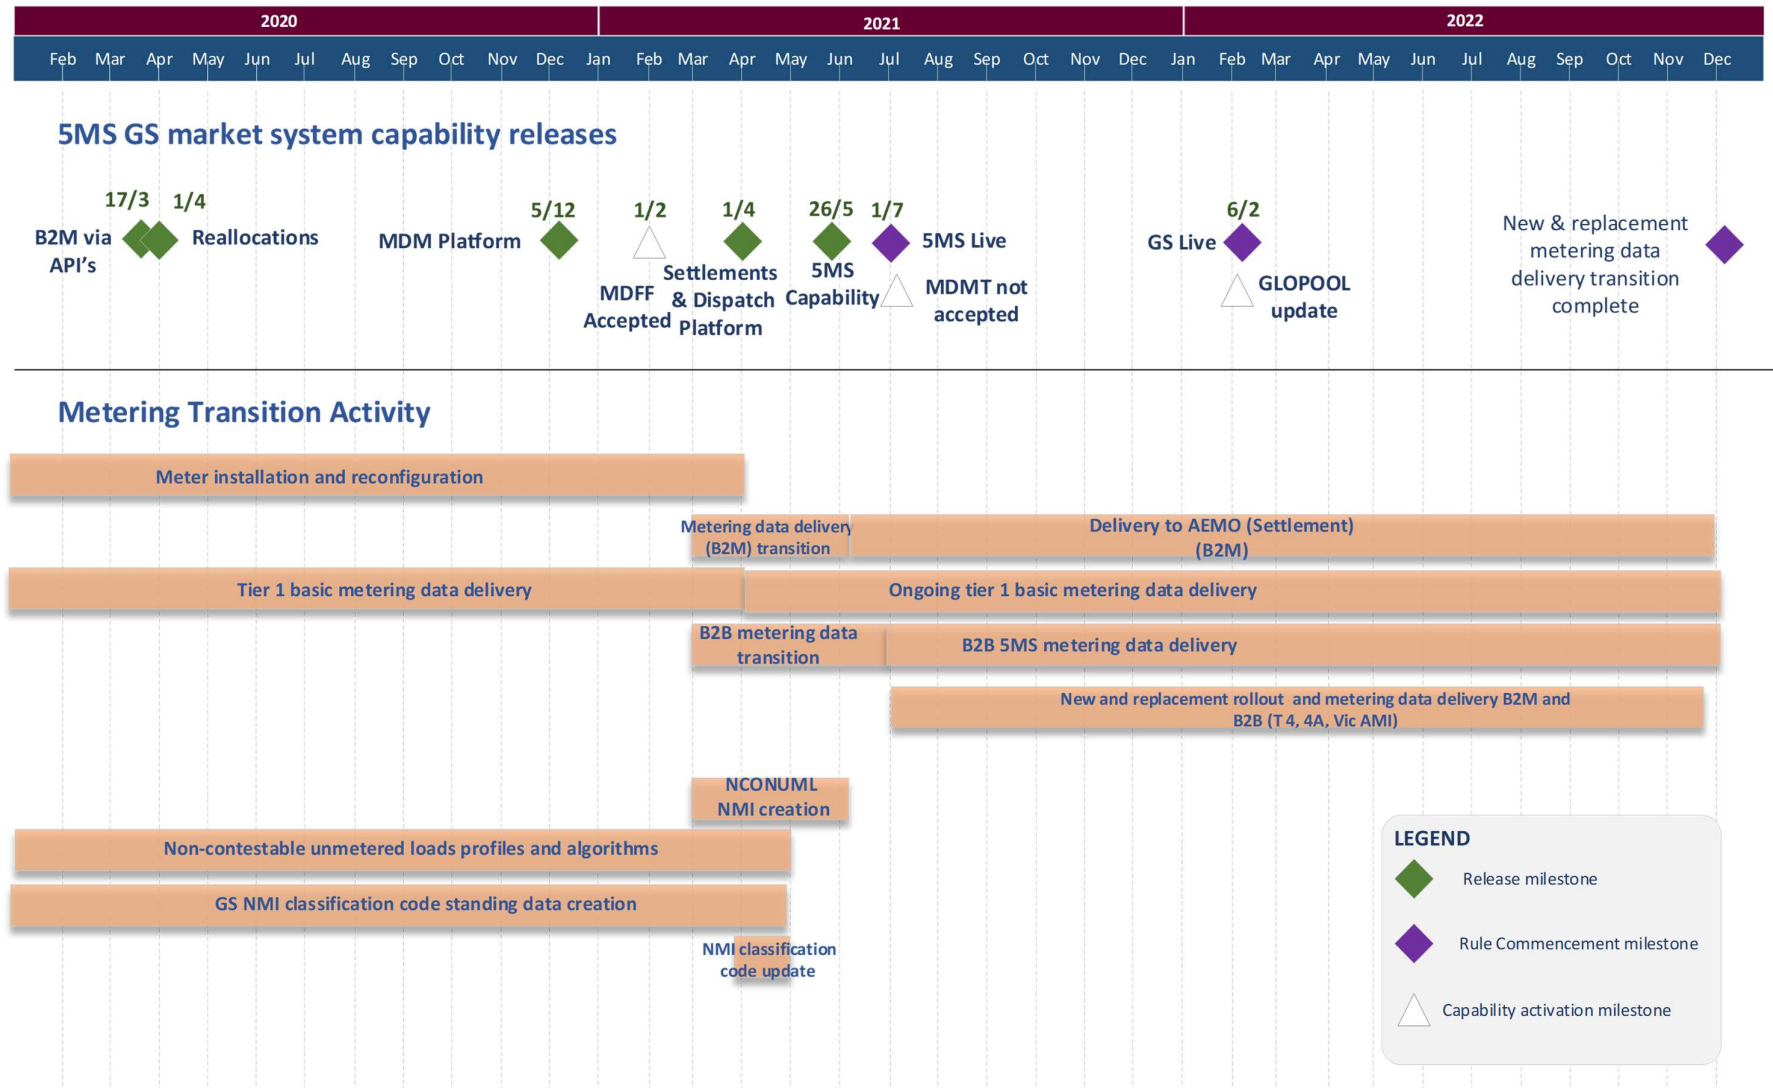 2020 2021 2022
Feb Mar Apr May Jun Jul Aug Sep Oct Nov Dec Jan Feb Mar Apr May Jun Jul Aug Sep Oct Nov Dec Jan Feb Mar Apr May Jun Jul Aug Sep Oct Nov Dec
5MS GS market system capability releases
17/3
1/4
B2M via
API's
Reallocations
5/12
MDM Platform
1/2
MDFF
Accepted
1/4
Settlements
& Dispatch
Platform
26/5
5MS
Capability
1/7
5MS Live
MDMT not
accepted
6/2
GS Live
GLOPOOL
update
New & replacement
metering data
delivery transition
complete
Metering Transition Activity
Meter installation and reconfiguration
Metering data delivery
(B2M) transition
Delivery to AEMO (Settlement)
(B2M)
Tier 1 basic metering data delivery
Ongoing tier 1 basic metering data delivery
B2B metering data
transition
B2B 5MS metering data delivery
New and replacement rollout and metering data delivery B2M and
B2B (T 4, 4A, Vic AMI)
NCONUML
NMI creation
Non-contestable unmetered loads profiles and algorithms
GS NMI classification code standing data creation
NMI classification
code update
LEGEND
Release milestone
Rule Commencement milestone
Capability activation milestone